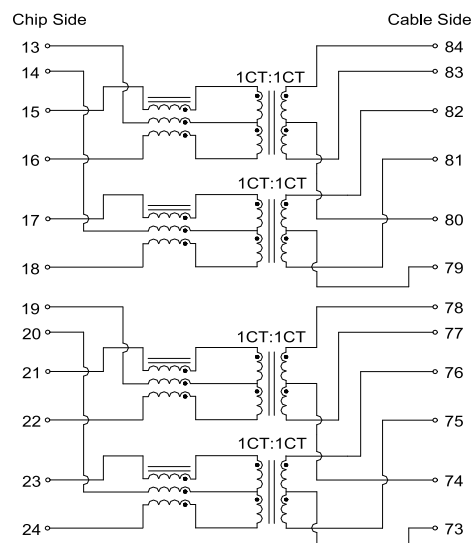 Chip Side Cable Side
13 84
14 1CT:1CT 83
15 82
16 81
1CT:1CT
17 80
18 79
19 78
20 1CT:1CT 77
21 76
22 75
1CT:1CT
23 74
24 73